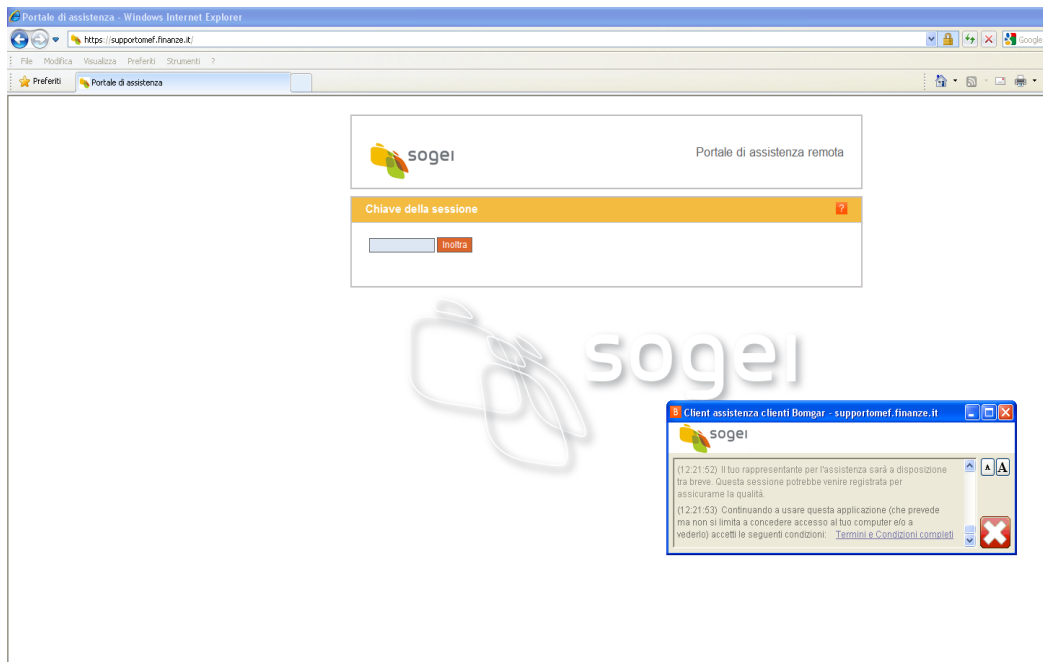 Portale di assistenza - Windows Internet Explorer
https://supportomef.finanze.it/
Google
File Modifica Visualizza Preferiti Strumenti ?
Preferiti
Portale di assistenza
sogei
Portale di assistenza remota
Chiave della sessione
?
Inoltra
sogei
B Client assistenza clienti Bomgar - supportomef.finanze.it
sogei
(12:21:52) Il tuo rappresentante per l'assistenza sarà a disposizione
tra breve. Questa sessione potrebbe venire registrata per
assicurarne la qualità.
A A
(12:21:53) Continuando a usare questa applicazione (che prevede
ma non si limita a concedere accesso al tuo computer e/o a
vederlo) accetti le seguenti condizioni: Termini e Condizioni completi